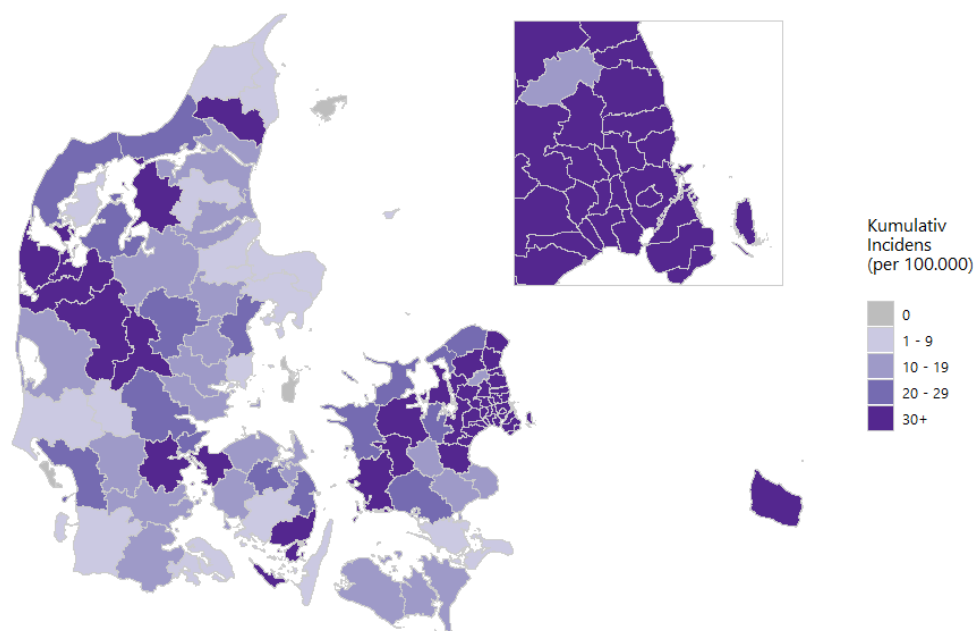 Kumulativ
Incidens
(per 100.000)
0
1 - 9
10 - 19
20 - 29
30+